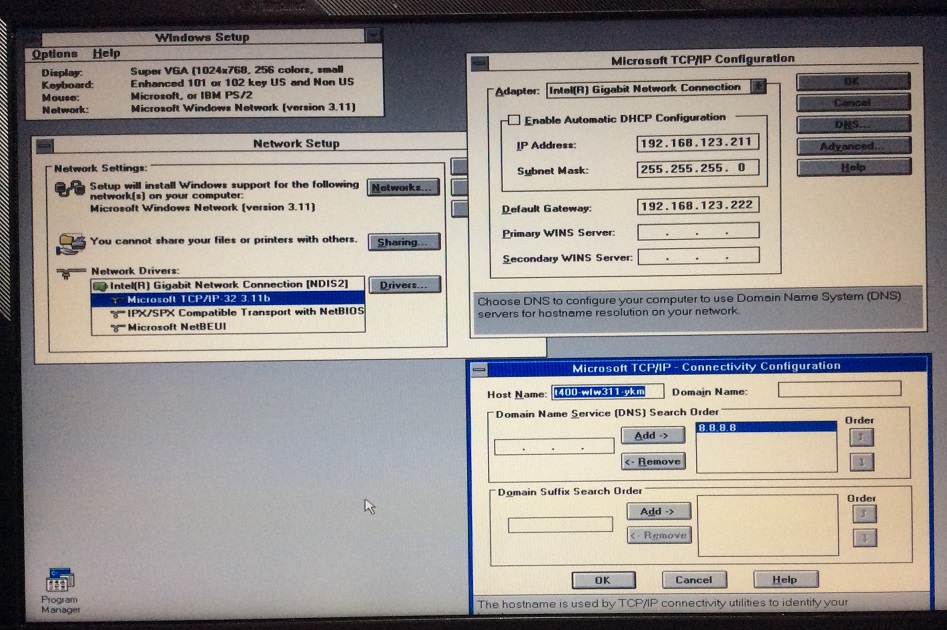 Windows Setup
Options Help
Display: Super VGA (1024x768, 256 colors, small
Keyboard: Enhanced 101 or 102 key US and Non US
Mouse: Microsoft, or IBM PS/2
Network: Microsoft Windows Network (version 3.11)
Network Setup
Network Settings:
Setup will install Windows support for the following
network(s) on your computer:
Microsoft Windows Network (version 3.11)
Networks...
You cannot share your files or printers with others.
Sharing...
Network Drivers:
Intel(R) Gigabit Network Connection [NDIS2]
Microsoft TCP/IP-32 3.11b
IPX/SPX Compatible Transport with NetBIOS
Microsoft NetBEUI
Drivers...
Microsoft TCP/IP Configuration
Adapter: Intel(R) Gigabit Network Connection
Enable Automatic DHCP Configuration
IP Address: 192.168.123.211
Subnet Mask: 255.255.255. 0
Default Gateway: 192.168.123.222
Primary WINS Server: . . .
Secondary WINS Server: . . .
OK
Cancel
DNS...
Advanced...
Help
Choose DNS to configure your computer to use Domain Name System (DNS)
servers for hostname resolution on your network.
Microsoft TCP/IP - Connectivity Configuration
Host Name: t400-wfw311-ykm Domain Name:
Domain Name Service (DNS) Search Order
. . .
Add ->
<- Remove
8.8.8.8
Order
Domain Suffix Search Order
Add ->
<- Remove
Order
OK Cancel Help
The hostname is used by TCP/IP connectivity utilities to identify your
Program
Manager